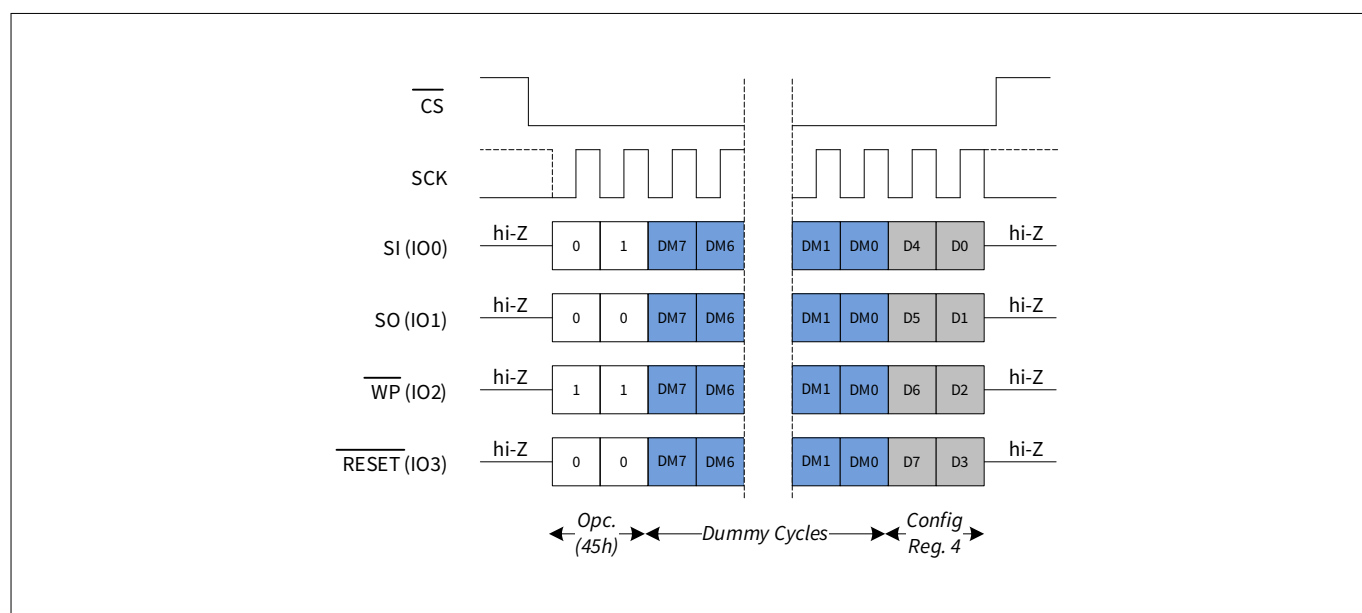 CS
SCK
SI (IO0) hi-Z 0 1 DM7 DM6 DM1 DM0 D4 D0 hi-Z
SO (IO1) hi-Z 0 0 DM7 DM6 DM1 DM0 D5 D1 hi-Z
WP (IO2) hi-Z 1 1 DM7 DM6 DM1 DM0 D6 D2 hi-Z
RESET (IO3) hi-Z 0 0 DM7 DM6 DM1 DM0 D7 D3 hi-Z
Opc. Dummy Cycles Config
(45h) Reg. 4